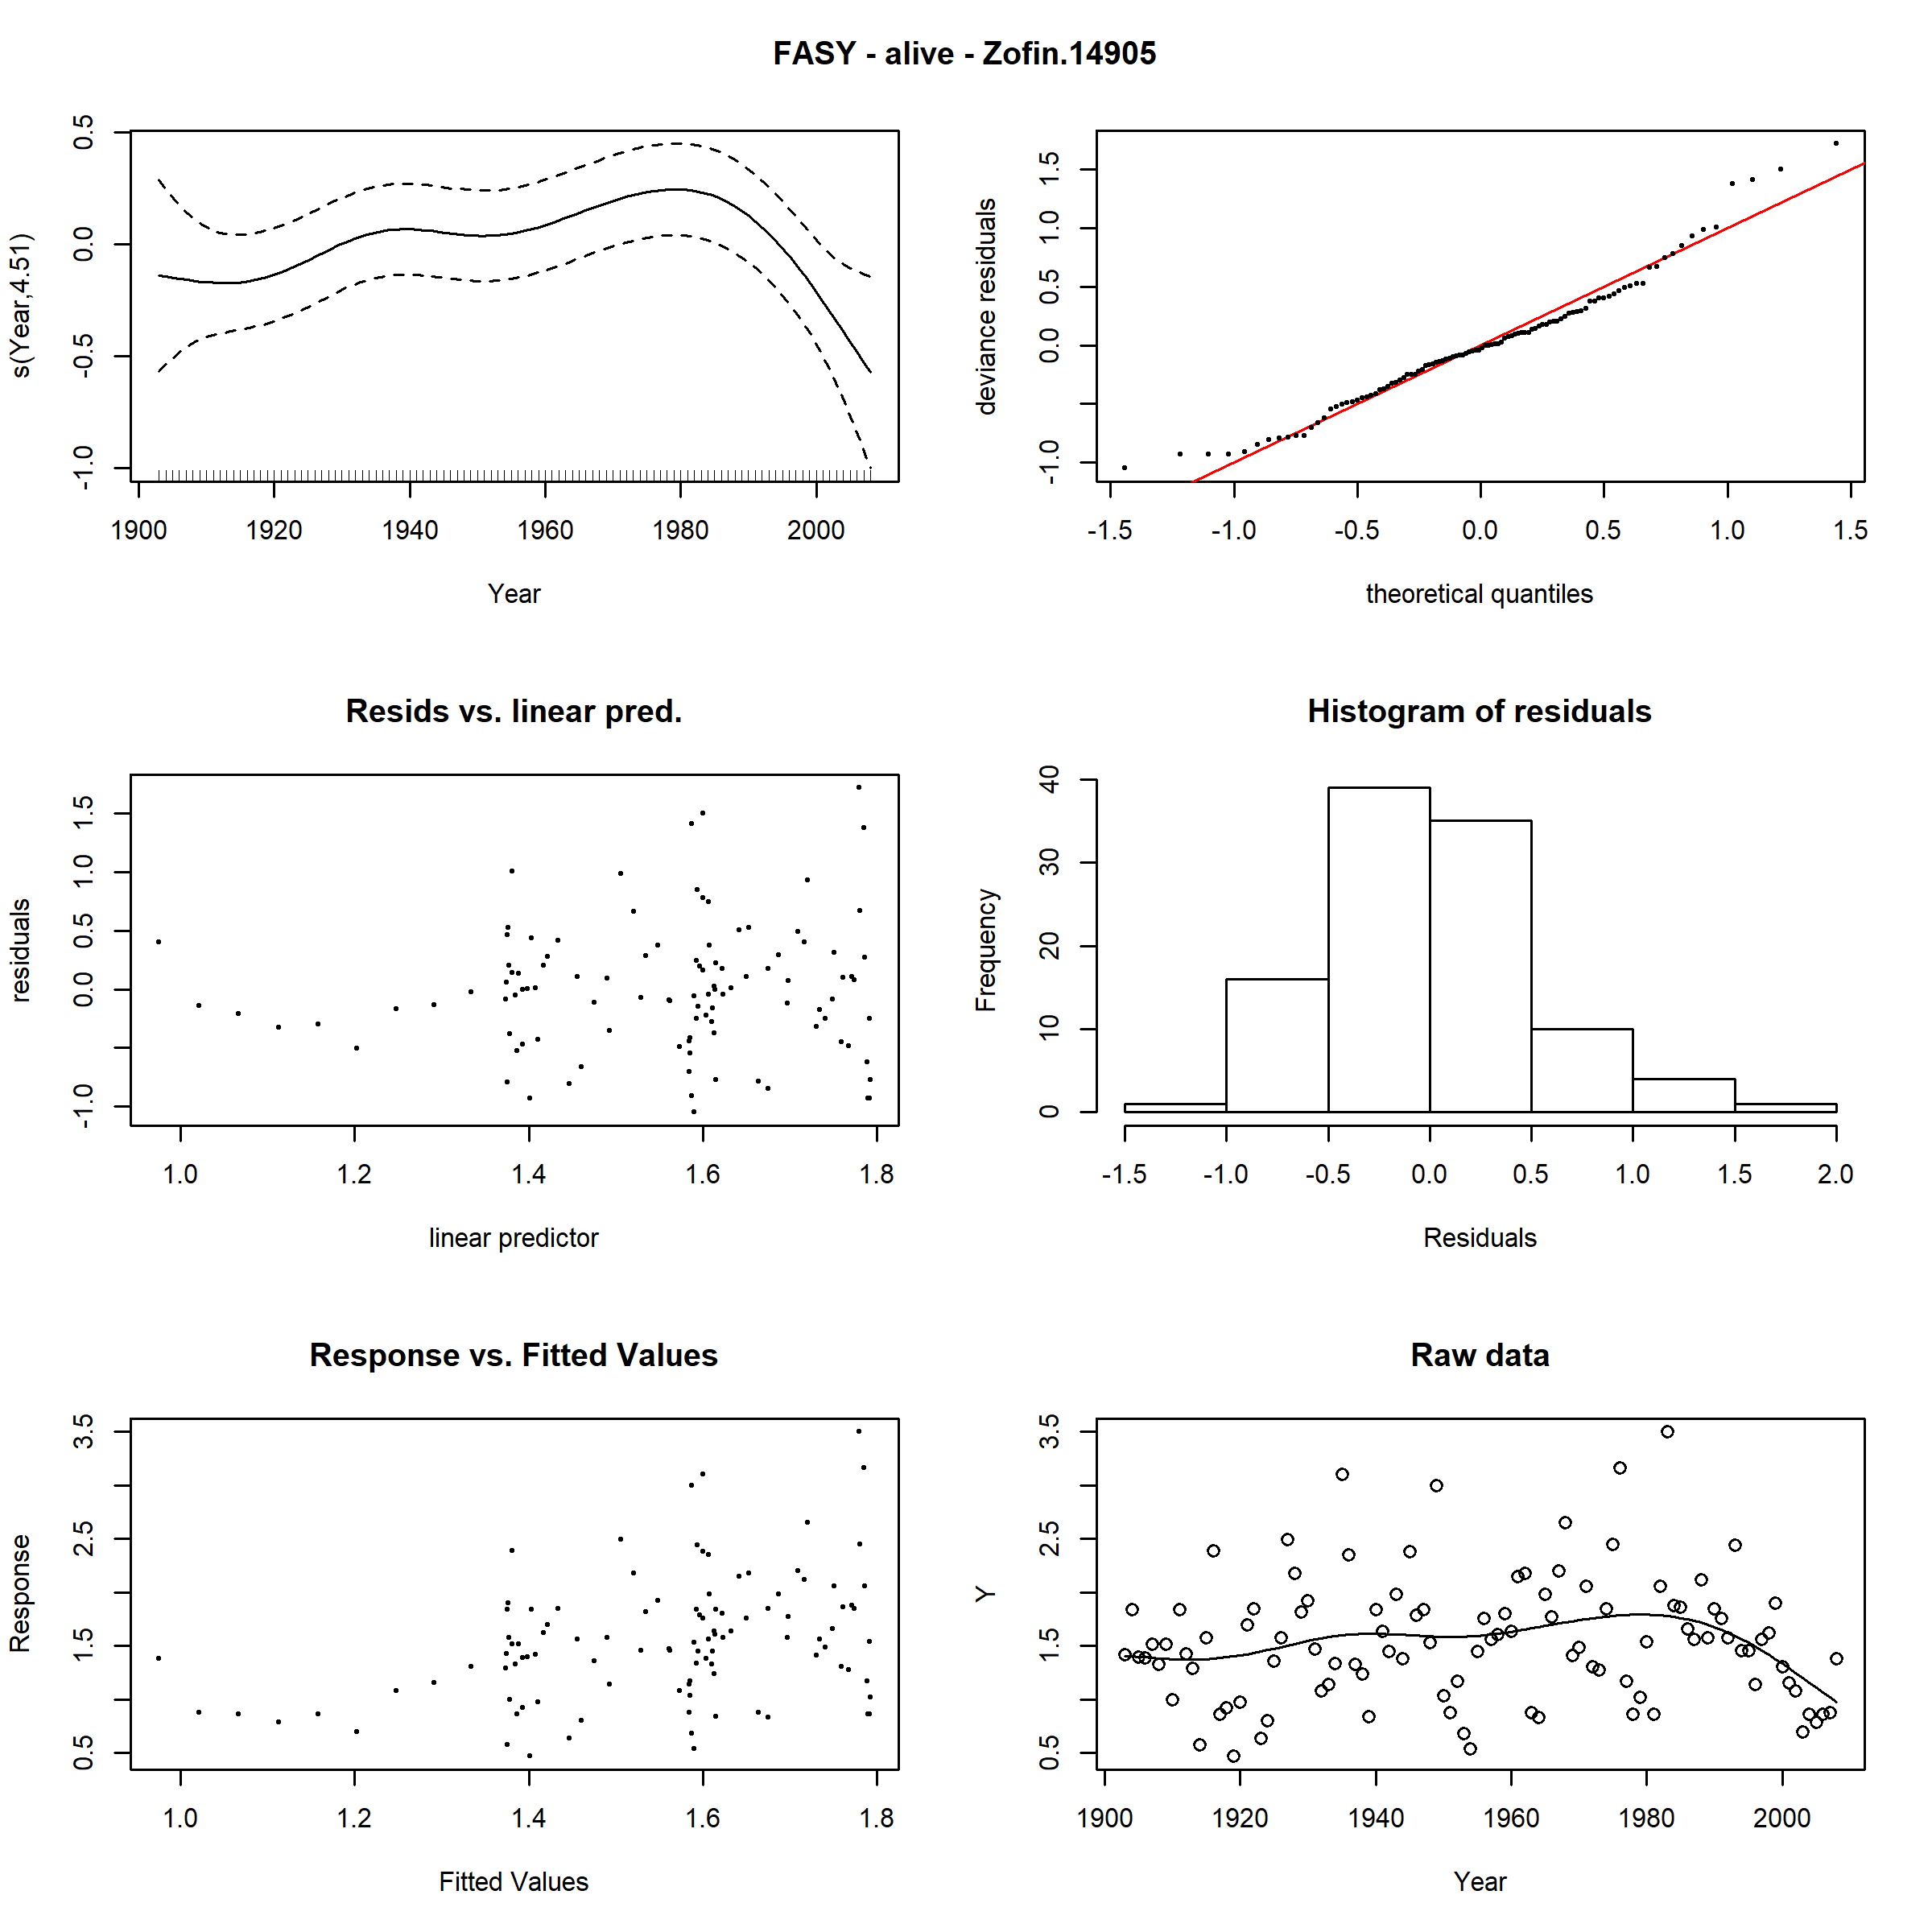 FASY - alive - Zofin.14905
s(Year,4.51)
-1.0 -0.5 0.0 0.5
1900 1920 1940 1960 1980 2000
Year
deviance residuals
-1.0 0.0 0.5 1.0 1.5
-1.5 -1.0 -0.5 0.0 0.5 1.0 1.5
theoretical quantiles
Resids vs. linear pred.
residuals
-1.0 0.0 0.5 1.0 1.5
1.0 1.2 1.4 1.6 1.8
linear predictor
Histogram of residuals
Frequency
0 10 20 30 40
-1.5 -1.0 -0.5 0.0 0.5 1.0 1.5 2.0
Residuals
Response vs. Fitted Values
Response
0.5 1.5 2.5 3.5
1.0 1.2 1.4 1.6 1.8
Fitted Values
Raw data
Y
0.5 1.5 2.5 3.5
1900 1920 1940 1960 1980 2000
Year